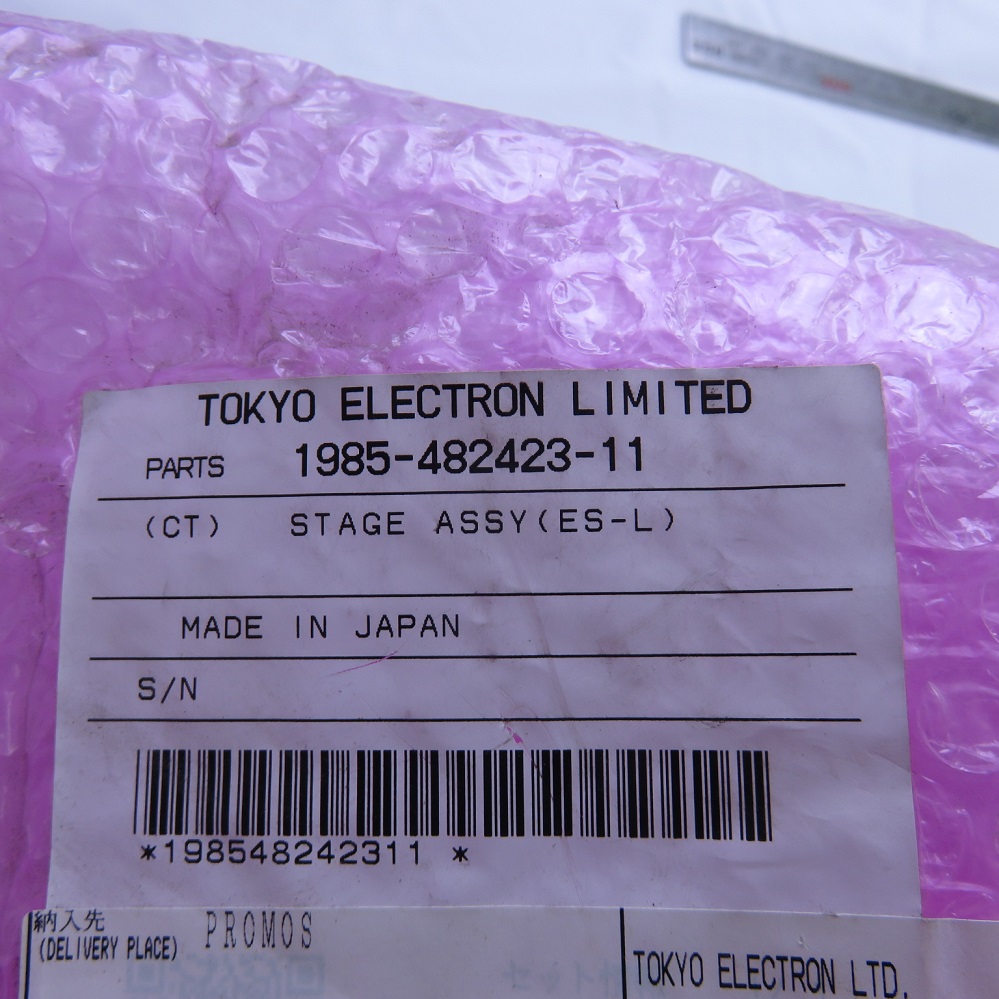 TOKYO ELECTRON LIMITED
PARTS 1985-482423-11
(CT) STAGE ASSY(ES-L)
MADE IN JAPAN
S/N
*198548242311 *
納入先 PROMOS
(DELIVERY PLACE)
TOKYO ELECTRON LTD.